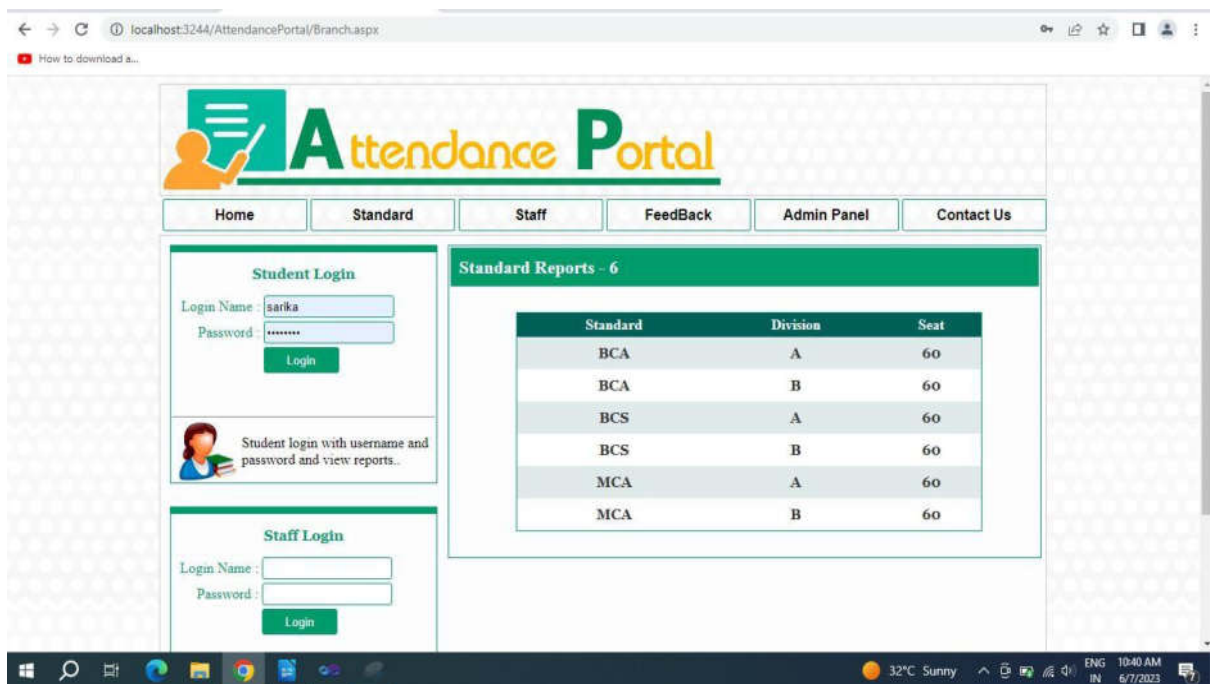 localhost:3244/AttendancePortal/Branch.aspx
How to download a...
Attendance Portal
Home Standard Staff FeedBack Admin Panel Contact Us
Student Login
Login Name : sarika
Password : ••••••••
Login
Student login with username and
password and view reports..
Staff Login
Login Name :
Password :
Login
Standard Reports - 6
Standard Division Seat
BCA A 60
BCA B 60
BCS A 60
BCS B 60
MCA A 60
MCA B 60
32°C Sunny
ENG
IN
10:40 AM
6/7/2023